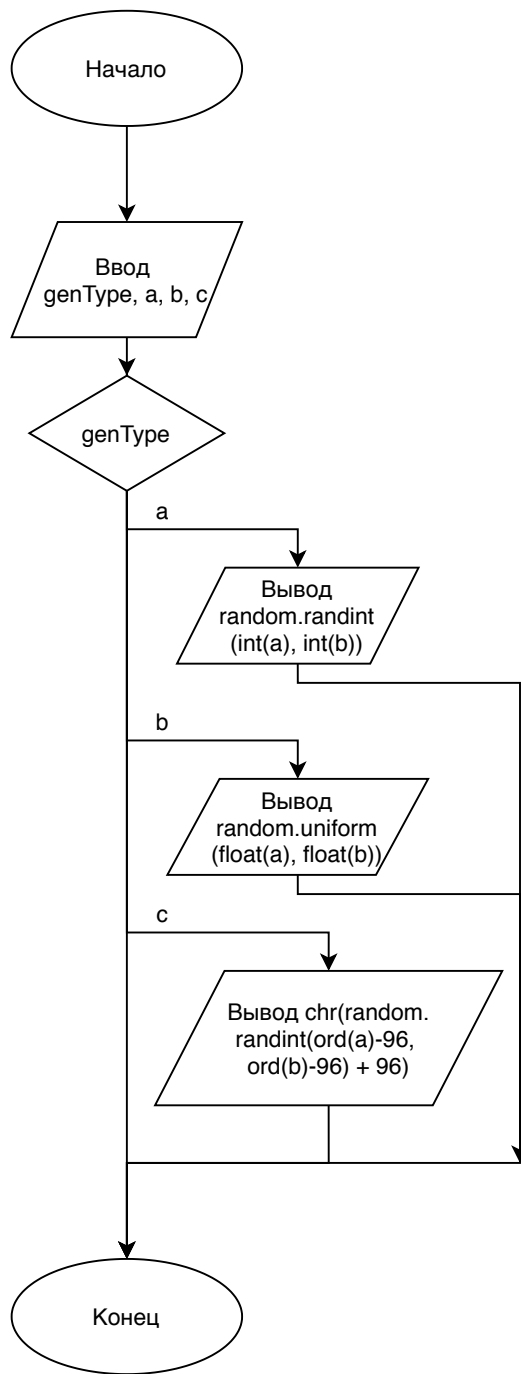 Начало
Ввод
genType, a, b, c
genType
a
Вывод
random.randint
(int(a), int(b))
b
Вывод
random.uniform
(float(a), float(b))
c
Вывод chr(random.
randint(ord(a)-96,
ord(b)-96) + 96)
Конец